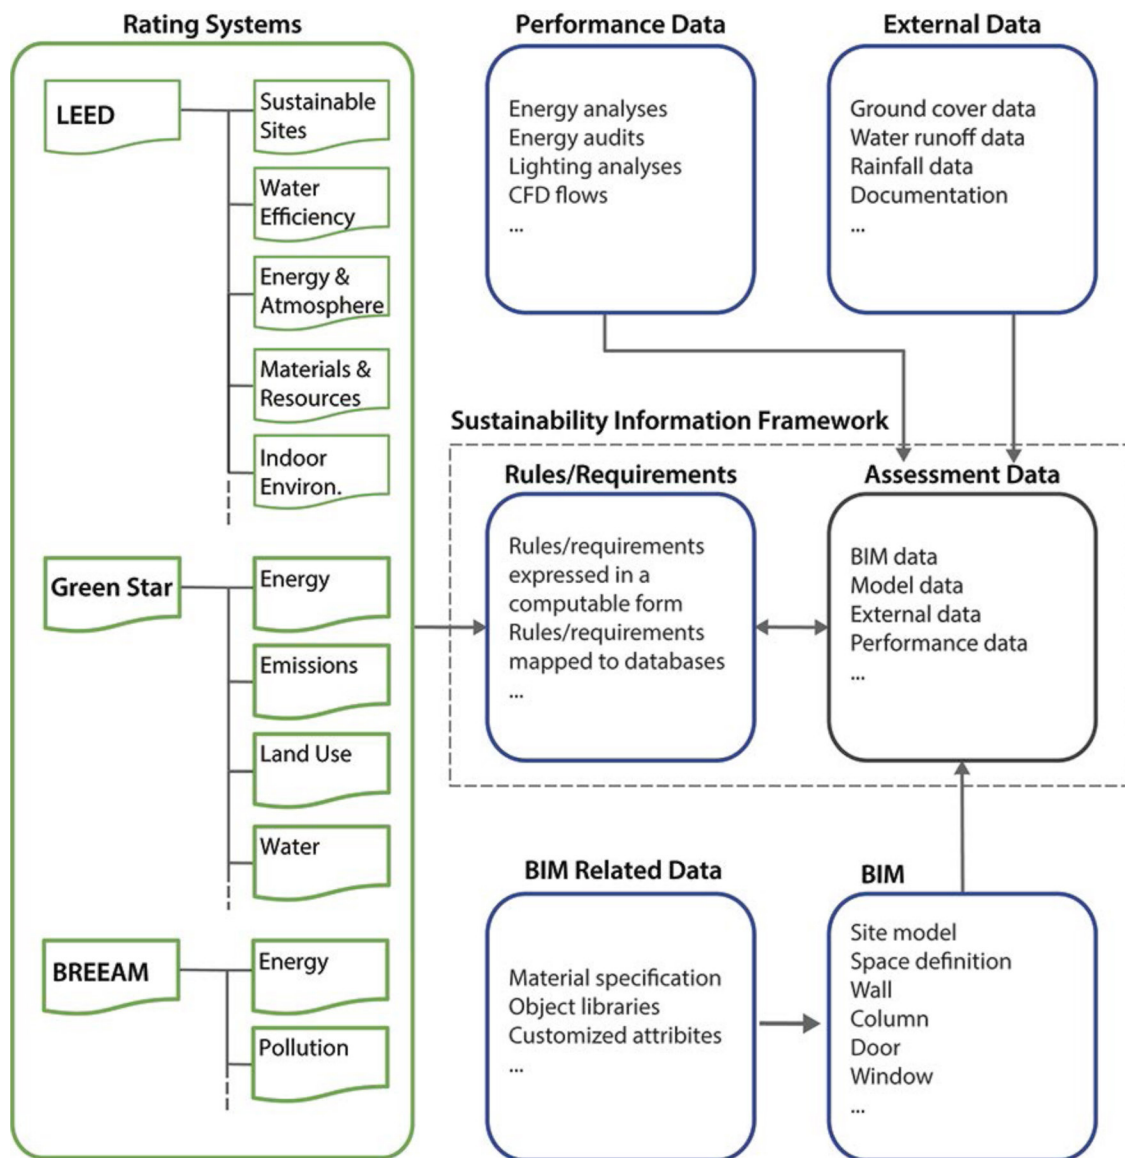 Rating Systems
LEED
Sustainable
Sites
Water
Efficiency
Energy &
Atmosphere
Materials &
Resources
Indoor
Environ.
Green Star
Energy
Emissions
Land Use
Water
BREEAM
Energy
Pollution
Performance Data
Energy analyses
Energy audits
Lighting analyses
CFD flows
...
External Data
Ground cover data
Water runoff data
Rainfall data
Documentation
...
Sustainability Information Framework
Rules/Requirements
Rules/requirements
expressed in a
computable form
Rules/requirements
mapped to databases
...
Assessment Data
BIM data
Model data
External data
Performance data
...
BIM Related Data
Material specification
Object libraries
Customized attribites
...
BIM
Site model
Space definition
Wall
Column
Door
Window
...